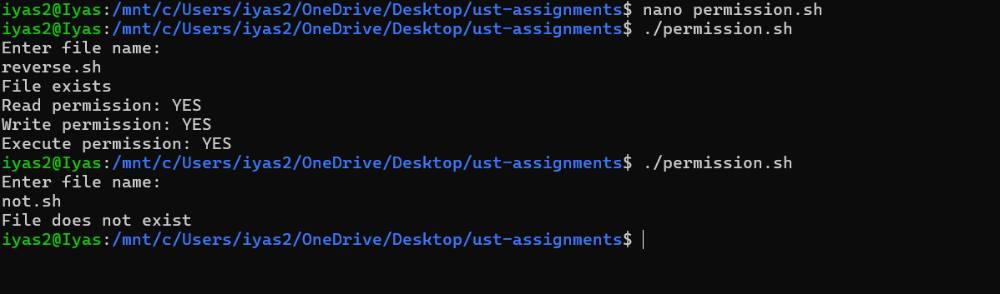 iyas2@Iyas:/mnt/c/Users/iyas2/OneDrive/Desktop/ust-assignments$ nano permission.sh
iyas2@Iyas:/mnt/c/Users/iyas2/OneDrive/Desktop/ust-assignments$ ./permission.sh
Enter file name:
reverse.sh
File exists
Read permission: YES
Write permission: YES
Execute permission: YES
iyas2@Iyas:/mnt/c/Users/iyas2/OneDrive/Desktop/ust-assignments$ ./permission.sh
Enter file name:
not.sh
File does not exist
iyas2@Iyas:/mnt/c/Users/iyas2/OneDrive/Desktop/ust-assignments$